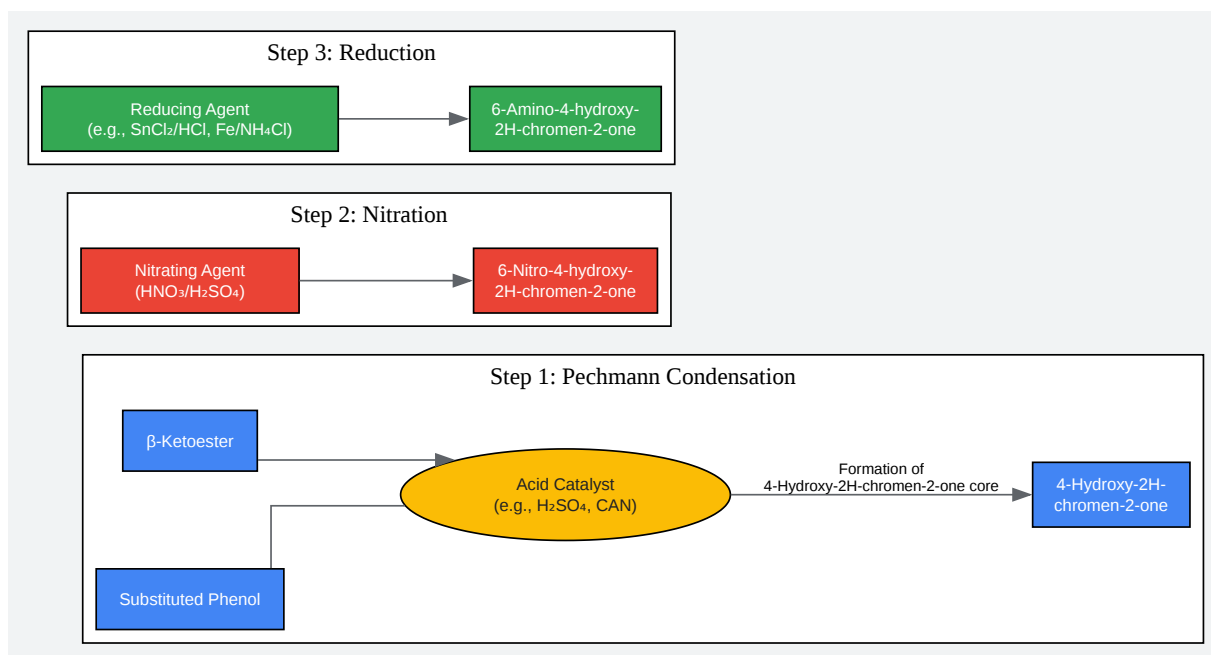 Step 3: Reduction
Reducing Agent
(e.g., SnCl₂/HCl, Fe/NH₄Cl)
6-Amino-4-hydroxy-
2H-chromen-2-one
Step 2: Nitration
Nitrating Agent
(HNO₃/H₂SO₄)
6-Nitro-4-hydroxy-
2H-chromen-2-one
Step 1: Pechmann Condensation
β-Ketoester
Substituted Phenol
Acid Catalyst
(e.g., H₂SO₄, CAN)
Formation of
4-Hydroxy-2H-chromen-2-one core
4-Hydroxy-2H-
chromen-2-one